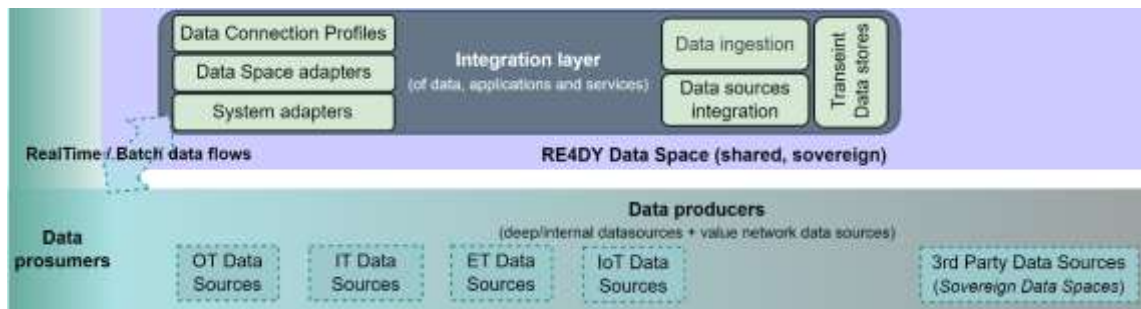 Data Connection Profiles
Data Space adapters
System adapters
Integration layer
(of data, applications and services)
Data ingestion
Data sources
integration
Transeint
Data stores
RealTime / Batch data flows
RE4DY Data Space (shared, sovereign)
Data producers
(deep/internal datasources + value network data sources)
Data
prosumers
OT Data
Sources
IT Data
Sources
ET Data
Sources
IoT Data
Sources
3rd Party Data Sources
(Sovereign Data Spaces)